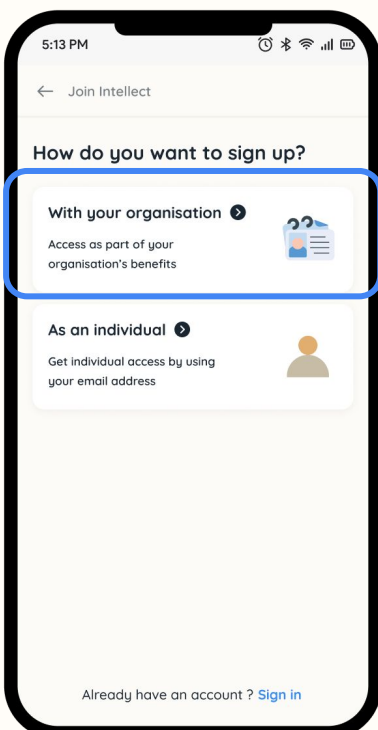 5:13 PM
Join Intellect
How do you want to sign up?
With your organisation
Access as part of your
organisation's benefits
As an individual
Get individual access by using
your email address
Already have an account ? Sign in